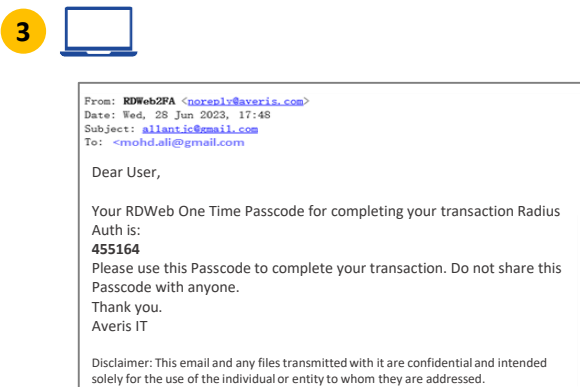 3
From: RDWeb2FA <noreply@averis.com>
Date: Wed, 28 Jun 2023, 17:48
Subject: allantjc@gmail.com
To: <mohd.ali@gmail.com
Dear User,
Your RDWeb One Time Passcode for completing your transaction Radius
Auth is:
455164
Please use this Passcode to complete your transaction. Do not share this
Passcode with anyone.
Thank you.
Averis IT
Disclaimer: This email and any files transmitted with it are confidential and intended
solely for the use of the individual or entity to whom they are addressed.